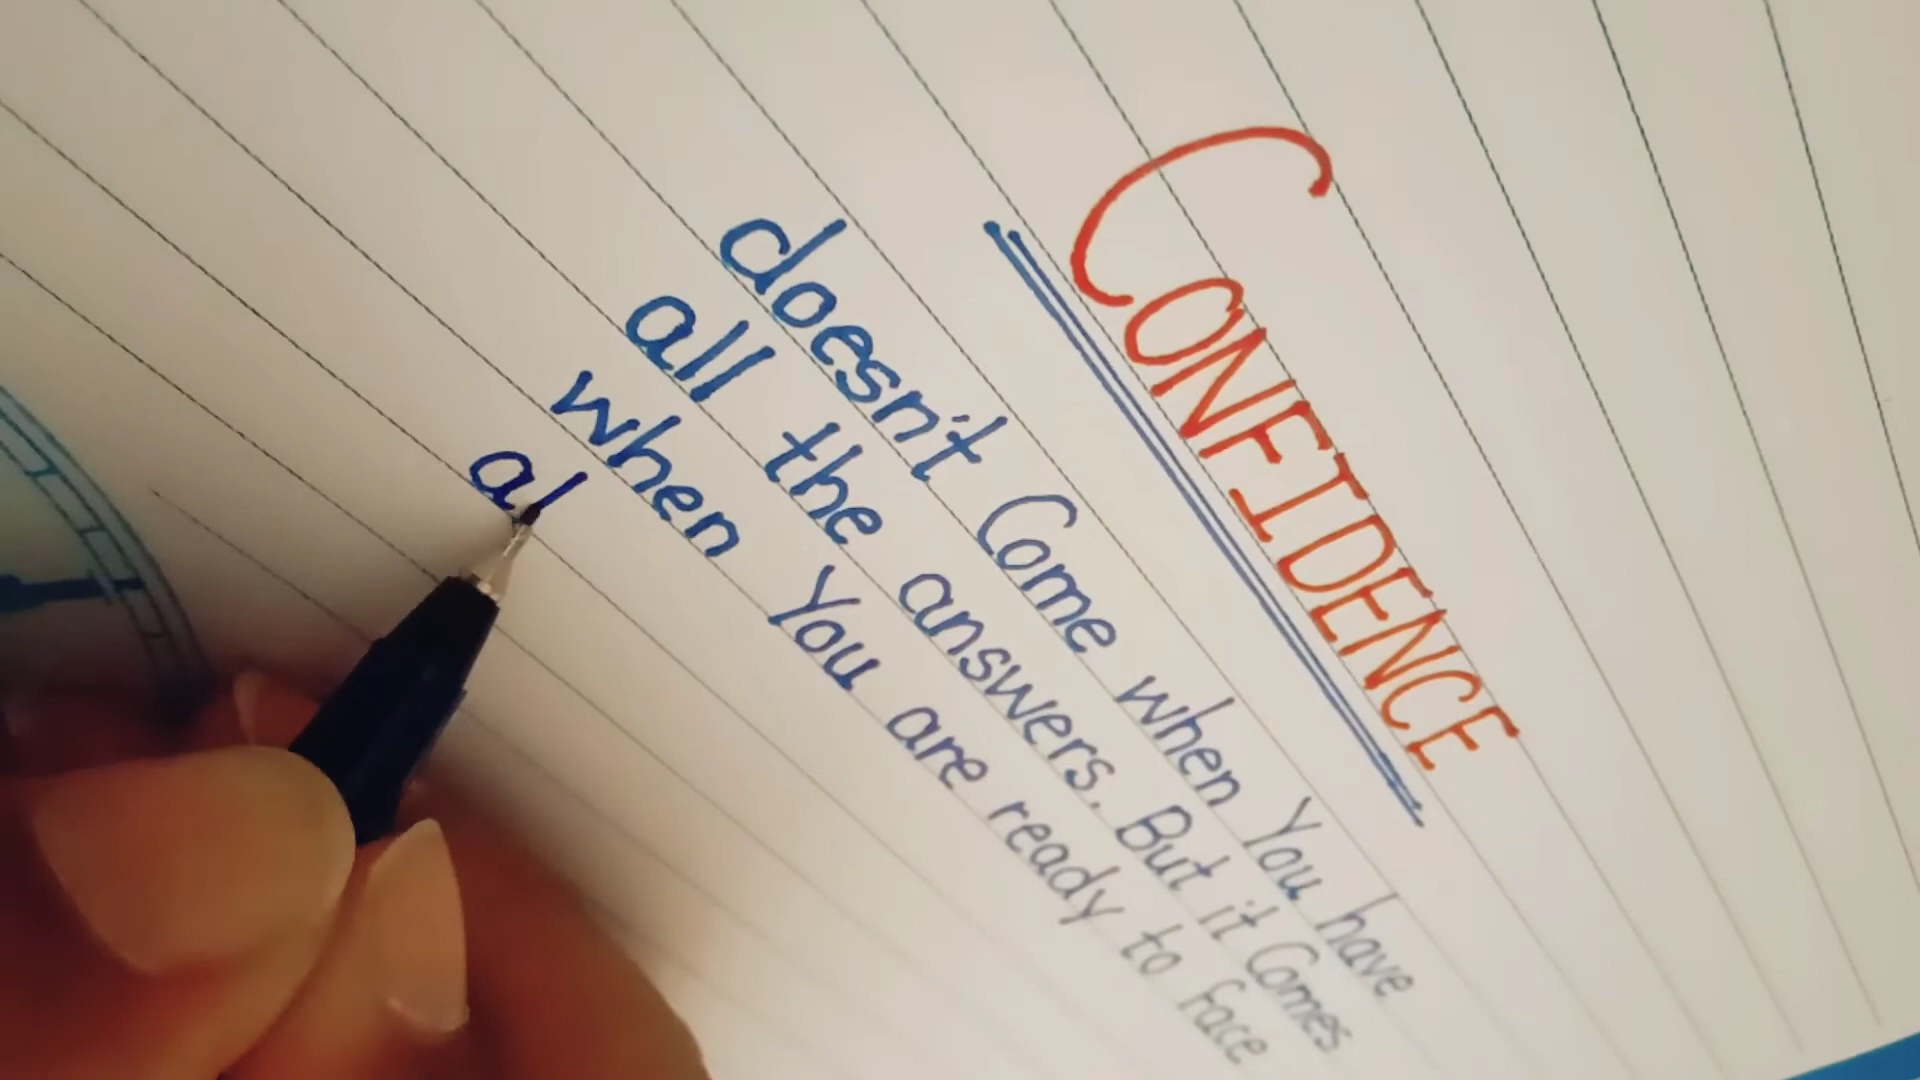 CONFIDENCE
doesn't Come when You have
all the answers. But it Comes
when You are ready to face
al